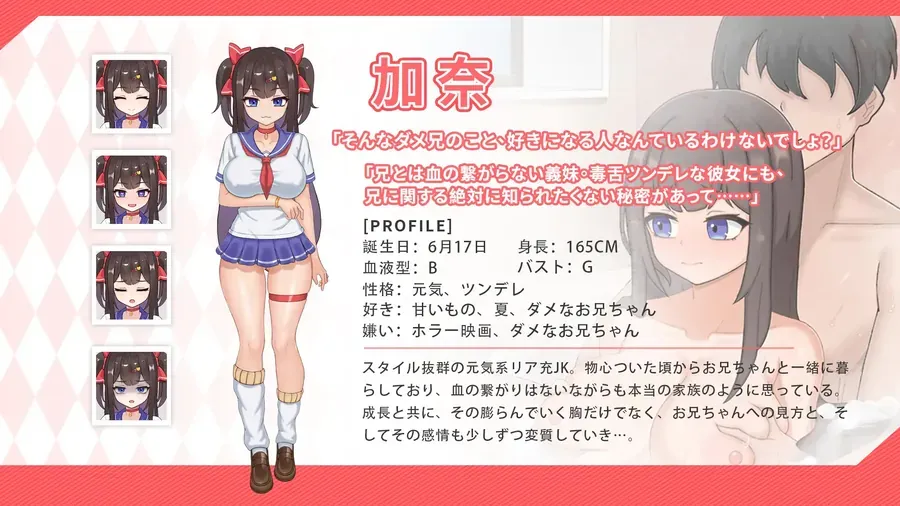 加奈
「そんなダメ兄のこと、好きになる人なんているわけないでしょ?」
「兄とは血の繋がらない義妹・毒舌ツンデレな彼女にも、
兄に関する絶対に知られたくない秘密があって……」
[PROFILE]
誕生日：6月17日 身長：165CM
血液型：B バスト：G
性格：元気、ツンデレ
好き：甘いもの、夏、ダメなお兄ちゃん
嫌い：ホラー映画、ダメなお兄ちゃん
スタイル抜群の元気系リア充JK。物心ついた頃からお兄ちゃんと一緒に暮
らしており、血の繋がりはないながらも本当の家族のように思っている。
成長と共に、その膨らんでいく胸だけでなく、お兄ちゃんへの見方と、そ
してその感情も少しずつ変質していき…。